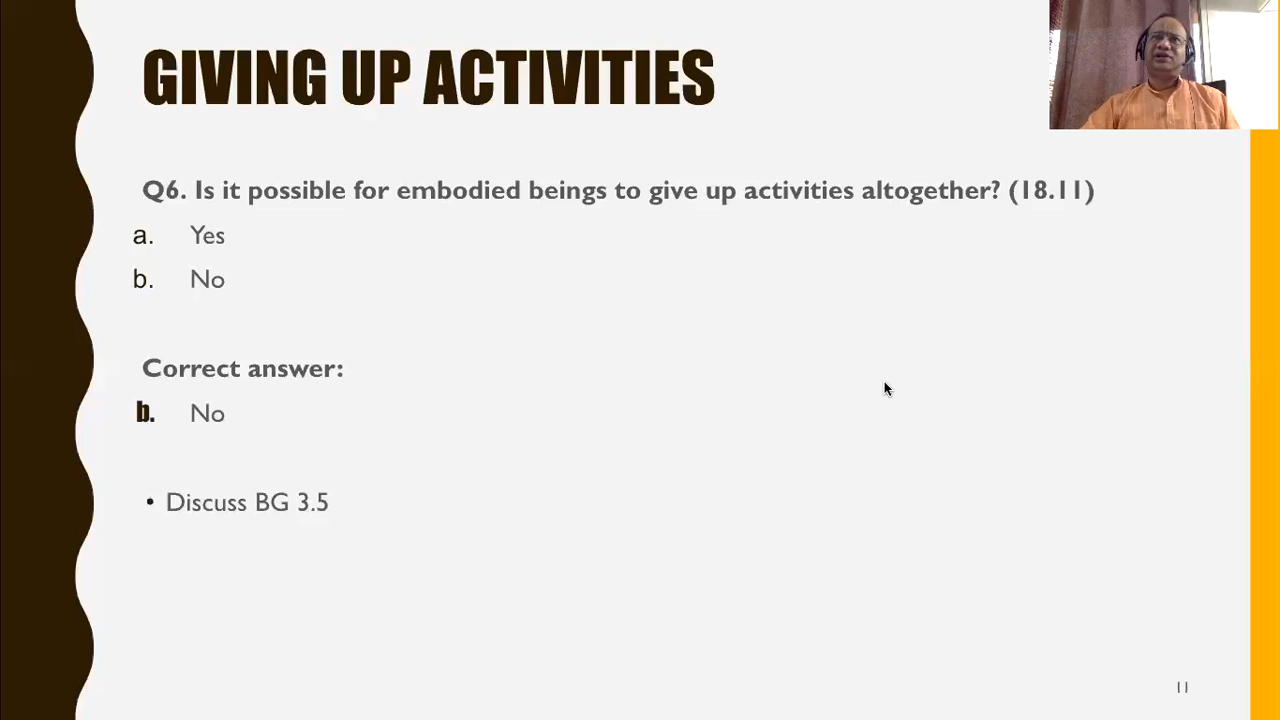 GIVING UP ACTIVITIES
Q6. Is it possible for embodied beings to give up activities altogether? (18.11)
a. Yes
b. No
Correct answer:
b. No
• Discuss BG 3.5
11